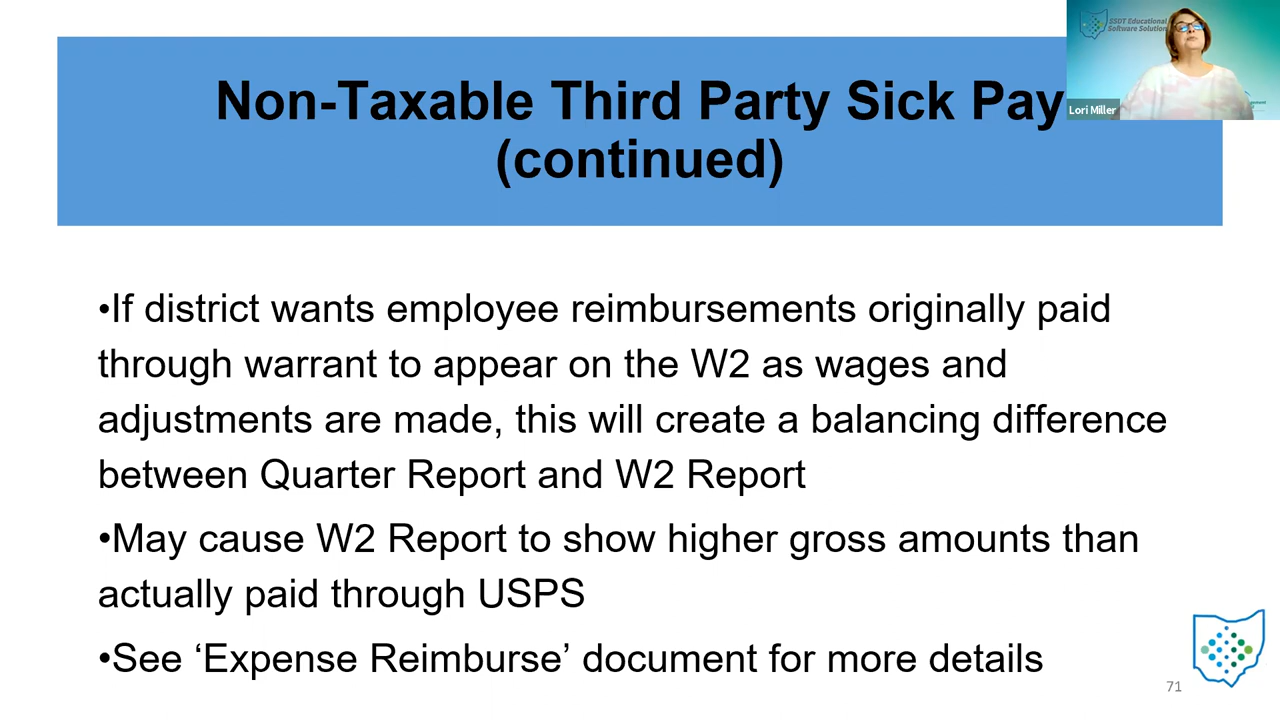 SSDT Educational
Software Solution
Lori Miller
Non-Taxable Third Party Sick Pay
(continued)
•If district wants employee reimbursements originally paid
through warrant to appear on the W2 as wages and
adjustments are made, this will create a balancing difference
between Quarter Report and W2 Report
•May cause W2 Report to show higher gross amounts than
actually paid through USPS
•See ‘Expense Reimburse’ document for more details
71